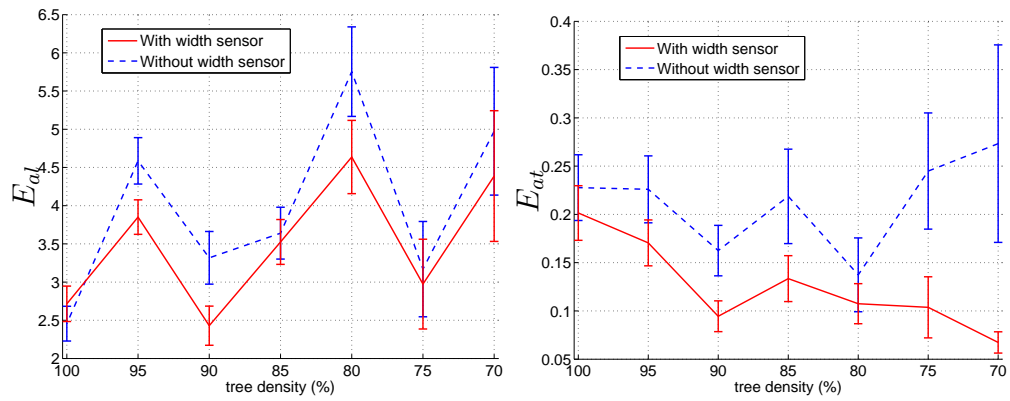 With width sensor
Without width sensor
E_al
6.5
6
5.5
5
4.5
4
3.5
3
2.5
2
100 95 90 85 80 75 70
tree density (%)
With width sensor
Without width sensor
E_at
0.4
0.35
0.3
0.25
0.2
0.15
0.1
0.05
100 95 90 85 80 75 70
tree density (%)